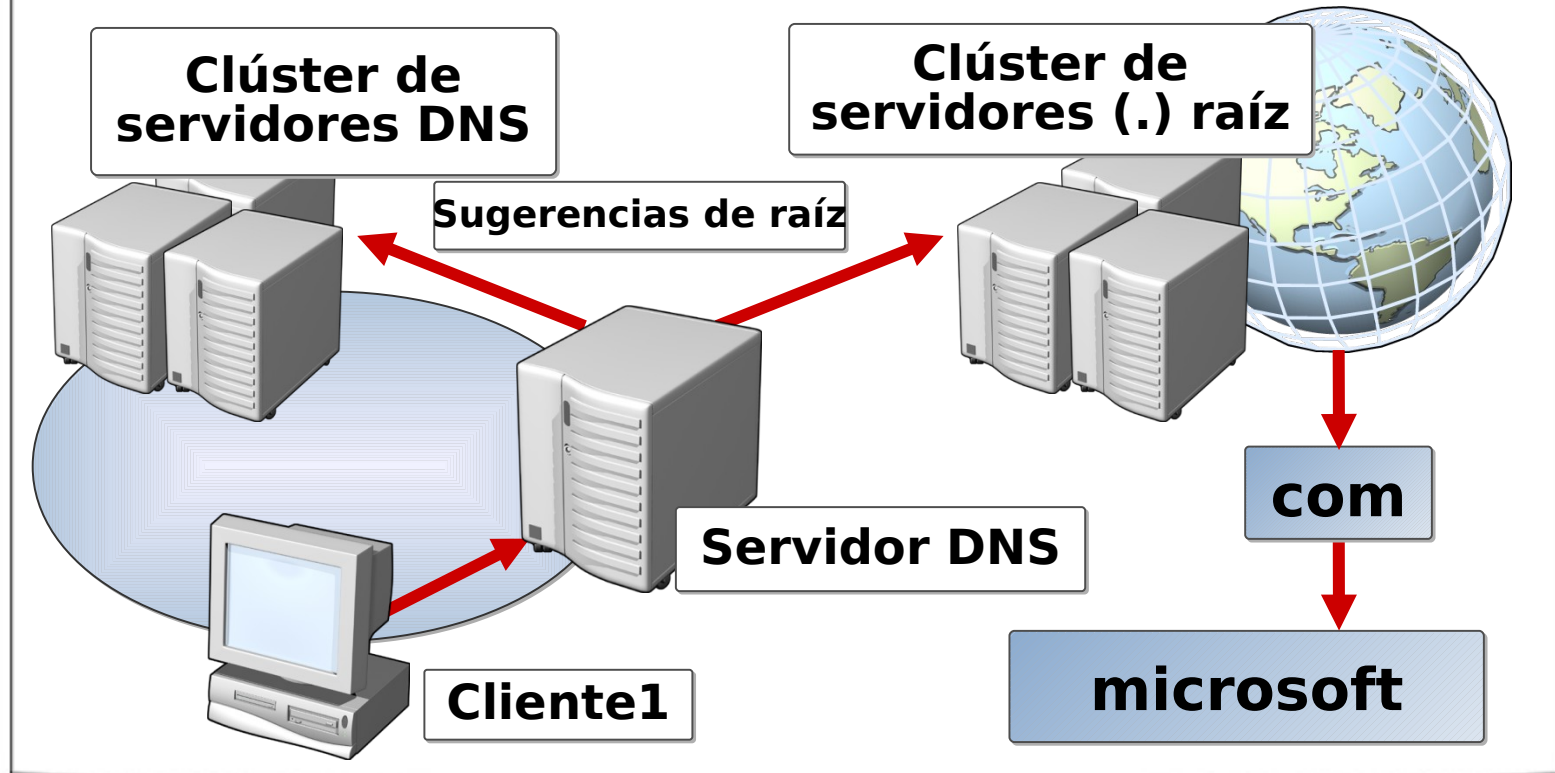 Clúster de
servidores DNS
Clúster de
servidores (.) raíz
Sugerencias de raíz
Servidor DNS
com
Cliente1
microsoft